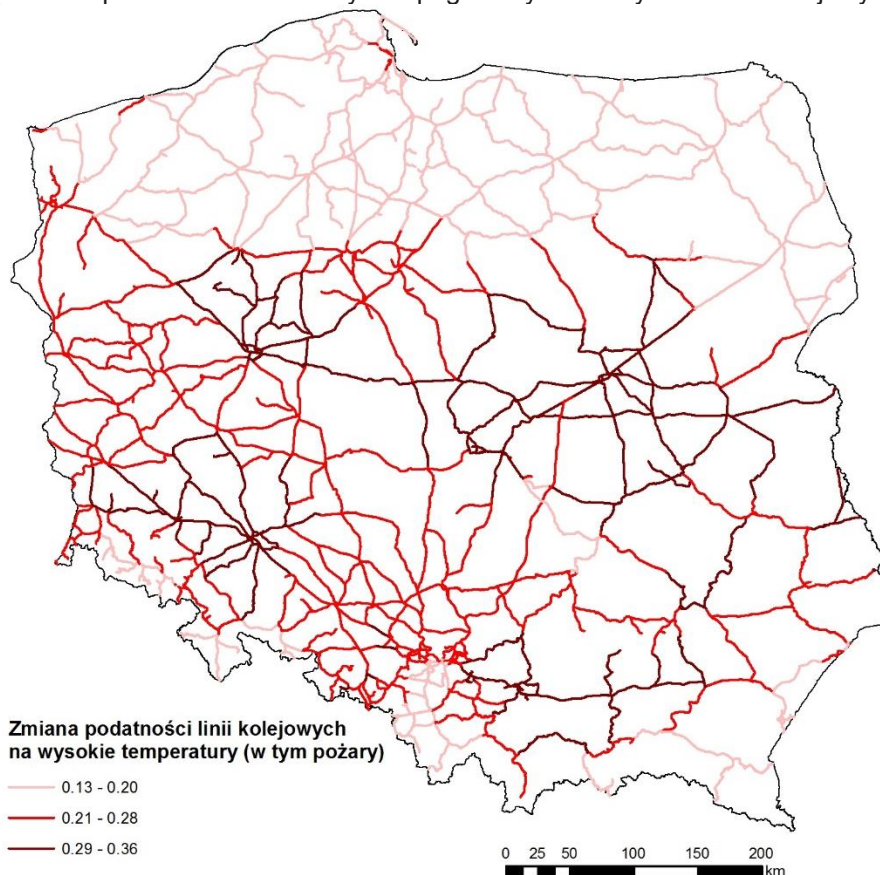 Zmiana podatności linii kolejowych
na wysokie temperatury (w tym pożary)
0.13 - 0.20
0.21 - 0.28
0.29 - 0.36
0 25 50 100 150 200
km